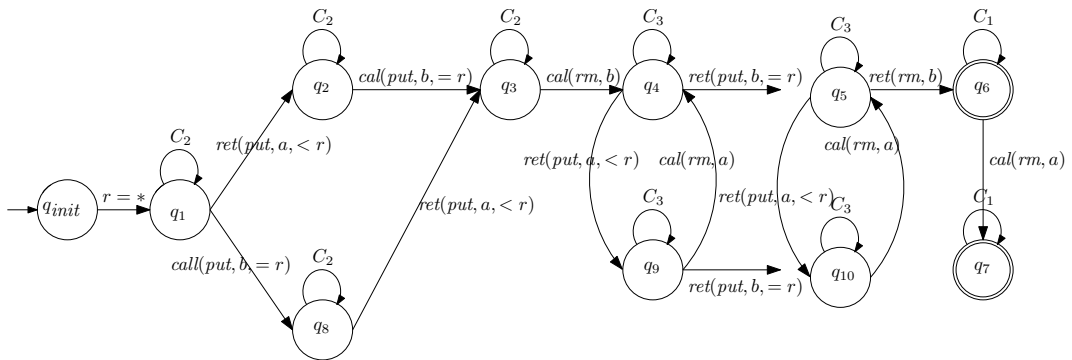 C₂
C₂
C₃
C₃
C₁
q₂
cal(put, b, = r)
q₃
cal(rm, b)
q₄
ret(put, b, = r)
q₅
ret(rm, b)
q₆
C₂
ret(put, a, < r)
ret(put, a, < r)
cal(rm, a)
cal(rm, a)
cal(rm, a)
q_init
r = ∗
q₁
ret(put, a, < r)
ret(put, a, < r)
C₃
C₃
C₁
call(put, b, = r)
C₂
q₉
ret(put, b, = r)
q₁₀
q₇
q₈